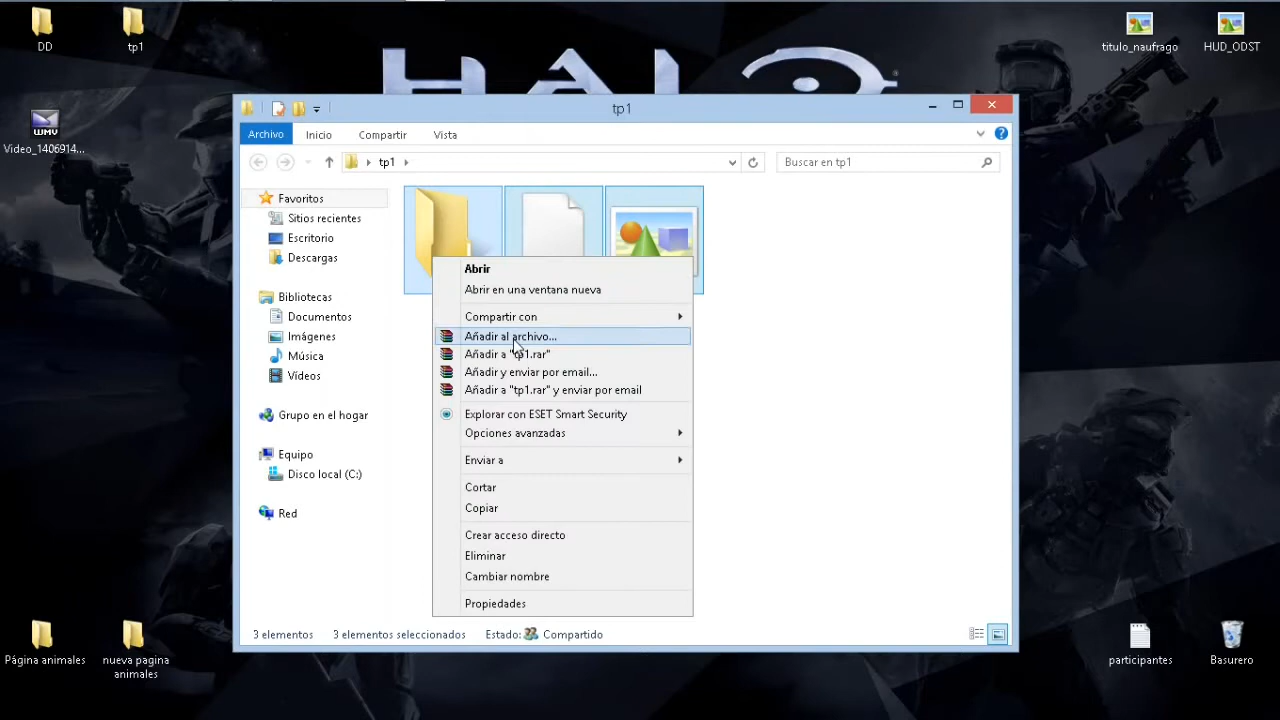 DD
tp1
titulo_naufrago
HUD_ODST
HALO
WMV
Video_1406914...
tp1
Archivo
Inicio
Compartir
Vista
tp1
Buscar en tp1
Favoritos
Sitios recientes
Escritorio
Descargas
Bibliotecas
Documentos
Imágenes
Música
Vídeos
Grupo en el hogar
Equipo
Disco local (C:)
Red
Abrir
Abrir en una ventana nueva
Compartir con
Añadir al archivo...
Añadir a "tp1.rar"
Añadir y enviar por email...
Añadir a "tp1.rar" y enviar por email
Explorar con ESET Smart Security
Opciones avanzadas
Enviar a
Cortar
Copiar
Crear acceso directo
Eliminar
Cambiar nombre
Propiedades
3 elementos
3 elementos seleccionados
Estado: Compartido
Página animales
nueva pagina
animales
participantes
Basurero